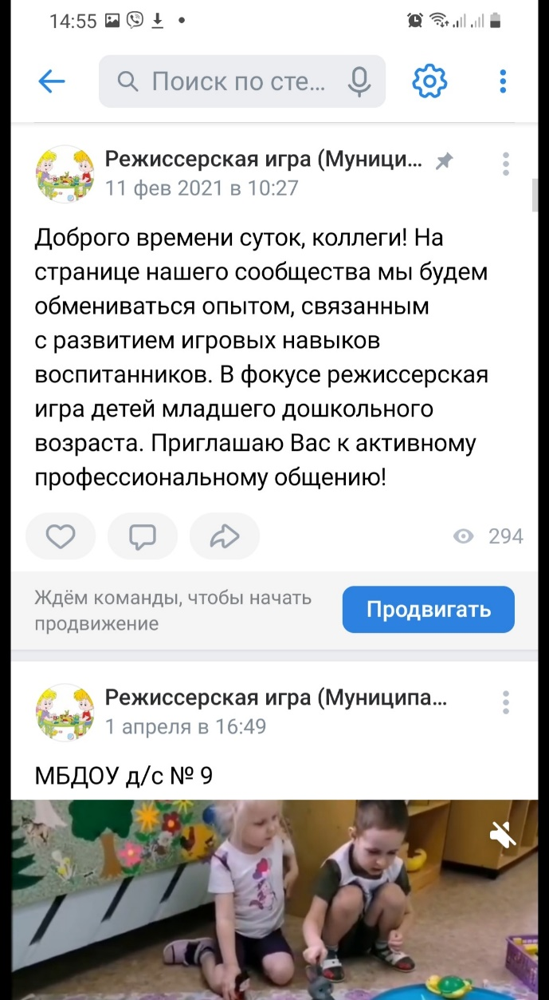 14:55
Поиск по сте...
Режиссерская игра (Муници...
11 фев 2021 в 10:27
Доброго времени суток, коллеги! На
странице нашего сообщества мы будем
обмениваться опытом, связанным
с развитием игровых навыков
воспитанников. В фокусе режиссерская
игра детей младшего дошкольного
возраста. Приглашаю Вас к активному
профессиональному общению!
294
Ждём команды, чтобы начать
продвижение
Продвигать
Режиссерская игра (Муниципа...
1 апреля в 16:49
МБДОУ д/с № 9